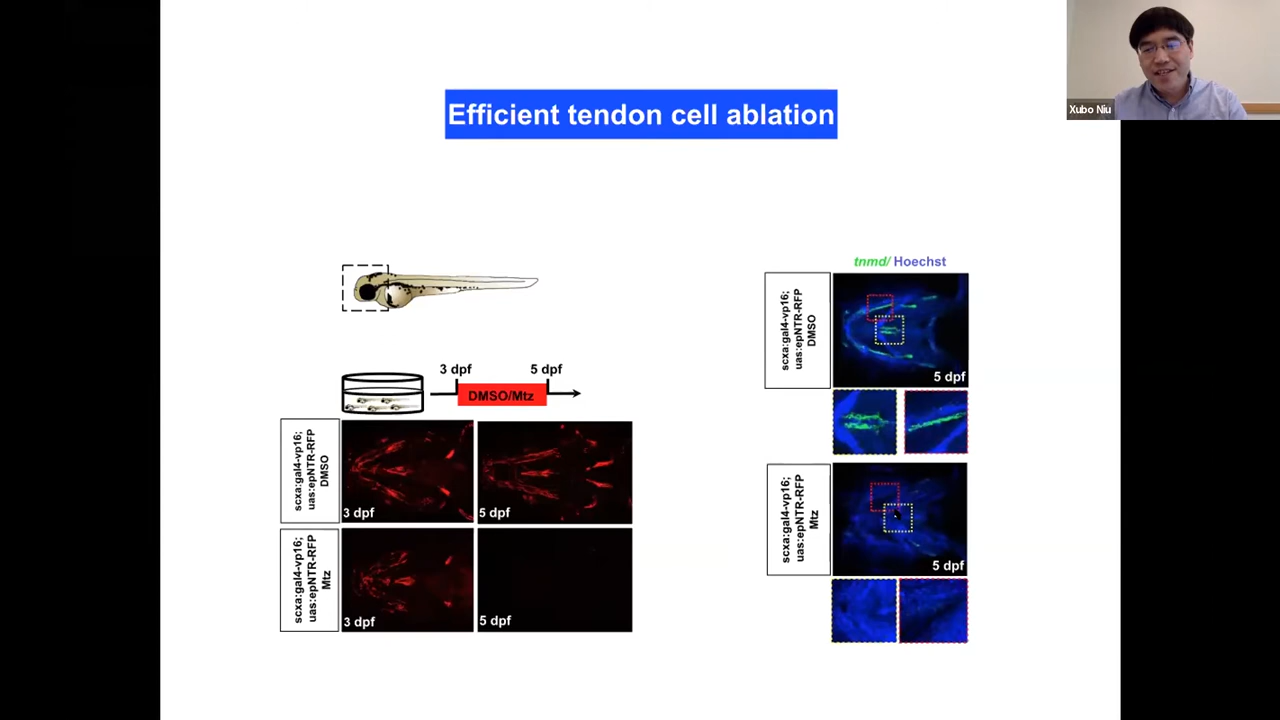 Efficient tendon cell ablation
Xubo Niu
3 dpf
5 dpf
DMSO/Mtz
scxa:gal4-vp16;
uas:epNTR-RFP
DMSO
3 dpf
5 dpf
scxa:gal4-vp16;
uas:epNTR-RFP
Mtz
3 dpf
5 dpf
tnmd/ Hoechst
scxa:gal4-vp16;
uas:epNTR-RFP
DMSO
5 dpf
scxa:gal4-vp16;
uas:epNTR-RFP
Mtz
5 dpf